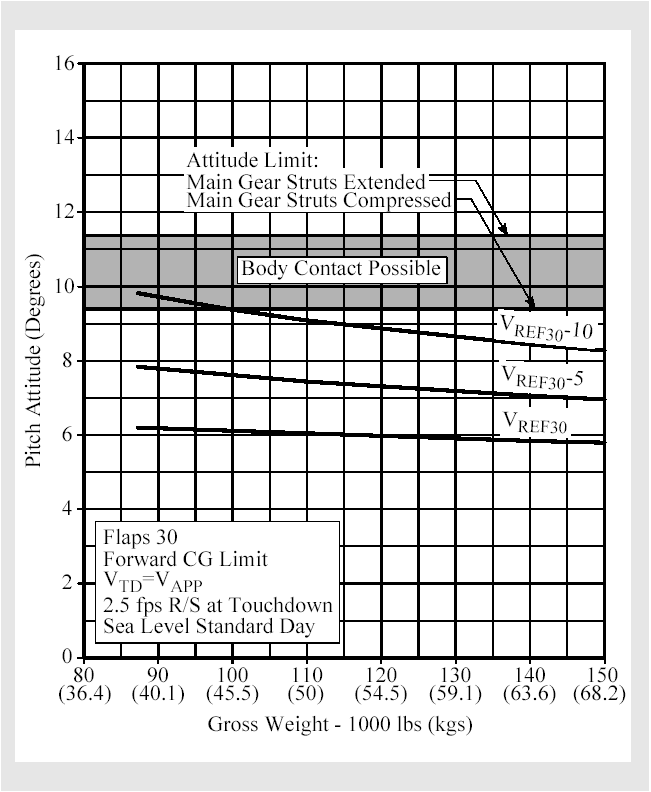 16
14
12
10
8
6
4
2
0
Pitch Attitude (Degrees)
Attitude Limit:
Main Gear Struts Extended
Main Gear Struts Compressed
Body Contact Possible
VREF30-10
VREF30-5
VREF30
Flaps 30
Forward CG Limit
VTD=VAPP
2.5 fps R/S at Touchdown
Sea Level Standard Day
80 90 100 110 120 130 140 150
(36.4) (40.1) (45.5) (50) (54.5) (59.1) (63.6) (68.2)
Gross Weight - 1000 lbs (kgs)